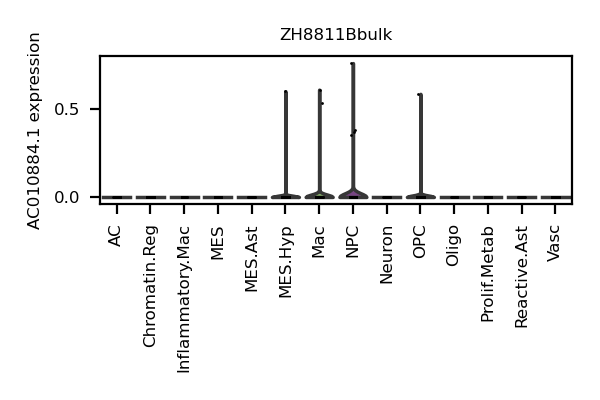 ZH8811Bbulk
AC010884.1 expression
0.5
0.0
AC
Chromatin.Reg
Inflammatory.Mac
MES
MES.Ast
MES.Hyp
Mac
NPC
Neuron
OPC
Oligo
Prolif.Metab
Reactive.Ast
Vasc